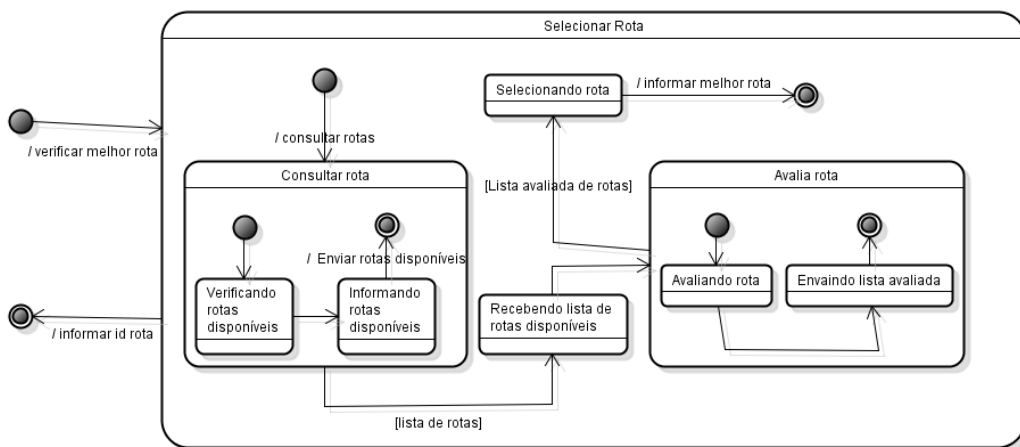 Selecionar Rota
Selecionando rota
/ informar melhor rota
/ consultar rotas
/ verificar melhor rota
Consultar rota
[Lista avaliada de rotas]
Avalia rota
/ Enviar rotas disponíveis
Verificando
rotas
disponíveis
Informando
rotas
disponíveis
Recebendo lista de
rotas disponíveis
Avaliando rota
Envaindo lista avaliada
/ informar id rota
[lista de rotas]